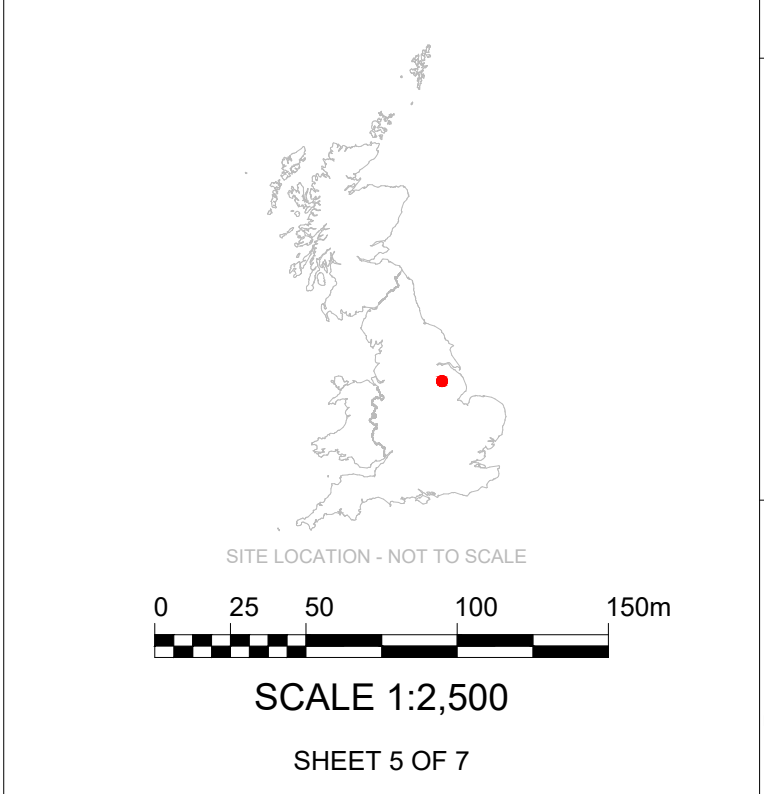 SITE LOCATION - NOT TO SCALE
0 25 50 100 150m
SCALE 1:2,500
SHEET 5 OF 7